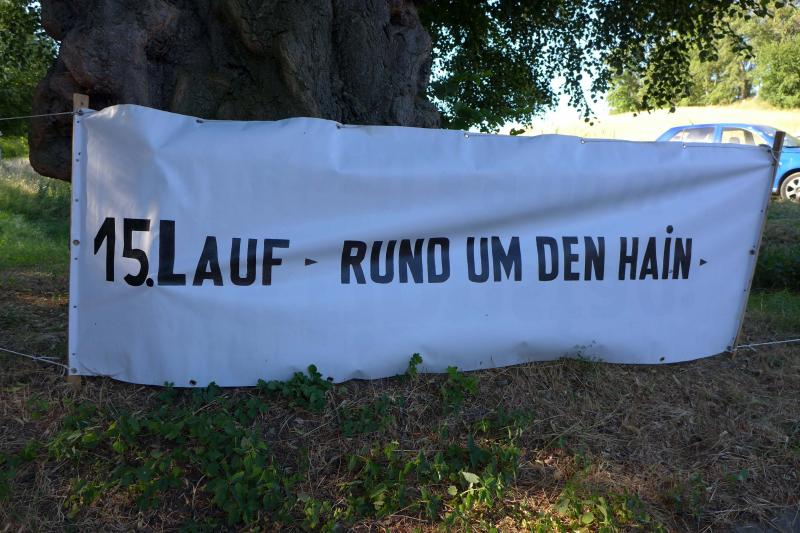 15. LAUF - RUND UM DEN HAIN -